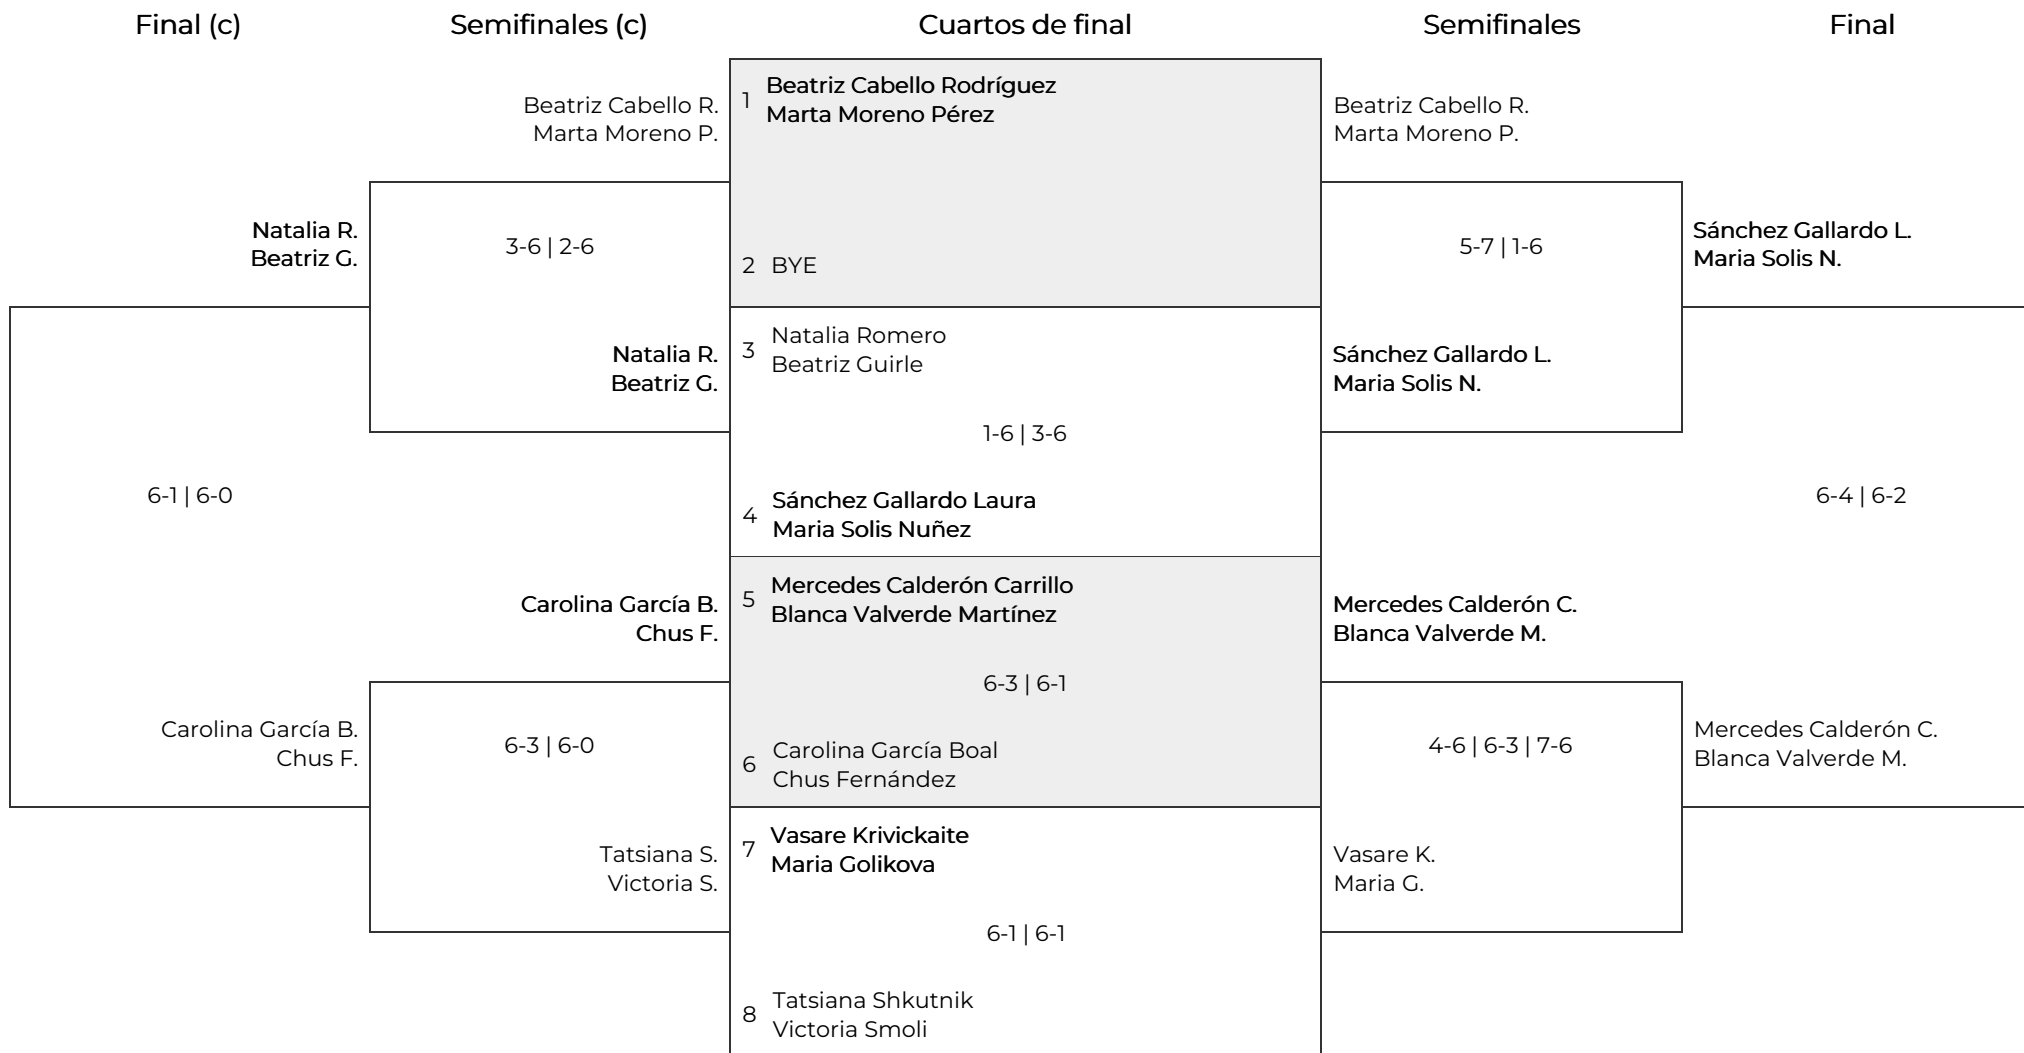 Final (c)
Semifinales (c)
Cuartos de final
Semifinales
Final
Natalia R.
Beatriz G.
6-1 | 6-0
Carolina García B.
Chus F.
Beatriz Cabello R.
Marta Moreno P.
3-6 | 2-6
Natalia R.
Beatriz G.
Carolina García B.
Chus F.
6-3 | 6-0
Tatsiana S.
Victoria S.
1 Beatriz Cabello Rodríguez
Marta Moreno Pérez
2 BYE
3 Natalia Romero
Beatriz Guirle
1-6 | 3-6
4 Sánchez Gallardo Laura
Maria Solis Nuñez
5 Mercedes Calderón Carrillo
Blanca Valverde Martínez
6-3 | 6-1
6 Carolina García Boal
Chus Fernández
7 Vasare Krivickaite
Maria Golikova
6-1 | 6-1
8 Tatsiana Shkutnik
Victoria Smoli
Beatriz Cabello R.
Marta Moreno P.
5-7 | 1-6
Sánchez Gallardo L.
Maria Solis N.
Mercedes Calderón C.
Blanca Valverde M.
4-6 | 6-3 | 7-6
Vasare K.
Maria G.
Sánchez Gallardo L.
Maria Solis N.
6-4 | 6-2
Mercedes Calderón C.
Blanca Valverde M.